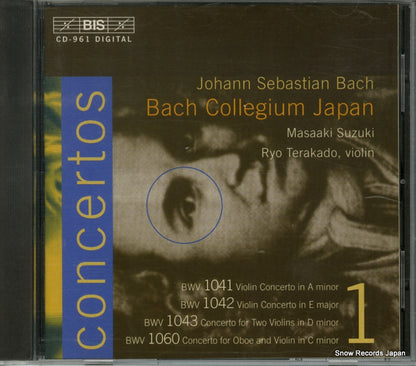 BIS
CD-961 DIGITAL
concertos
Johann Sebastian Bach
Bach Collegium Japan
Masaaki Suzuki
Ryo Terakado, violin
BWV 1041 Violin Concerto in A minor
BWV 1042 Violin Concerto in E major
BWV 1043 Concerto for Two Violins in D minor
BWV 1060 Concerto for Oboe and Violin in C minor
1
Snow Records Japan